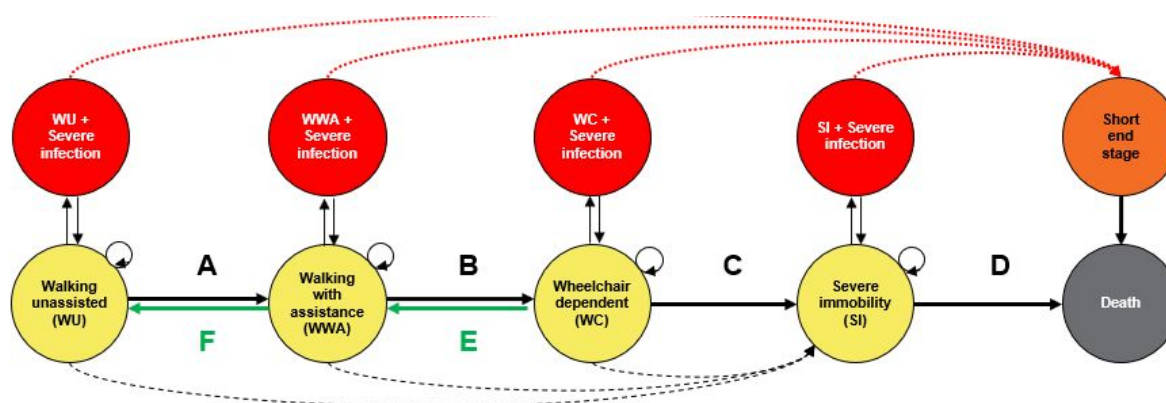 WU +
Severe
infection
WWA +
Severe
infection
WC +
Severe
infection
SI + Severe
infection
Short
end
stage
A
B
C
D
Walking
unassisted
(WU)
Walking
with
assistance
(WWA)
Wheelchair
dependent
(WC)
Severe
immobility
(SI)
Death
F
E